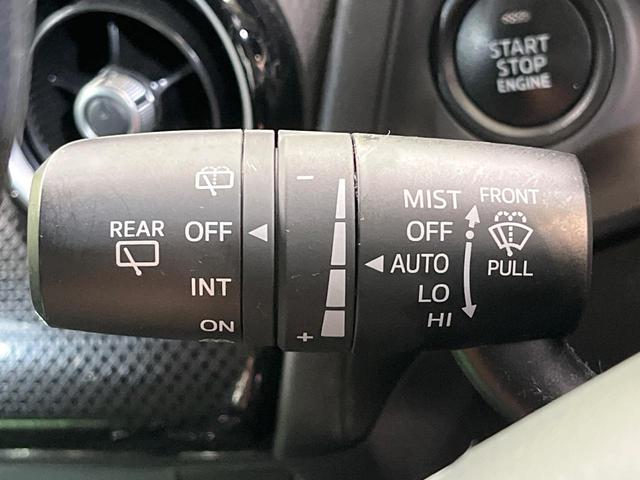 START
STOP
ENGINE
REAR
OFF
INT
ON
−
+
MIST
OFF
AUTO
LO
HI
FRONT
PULL